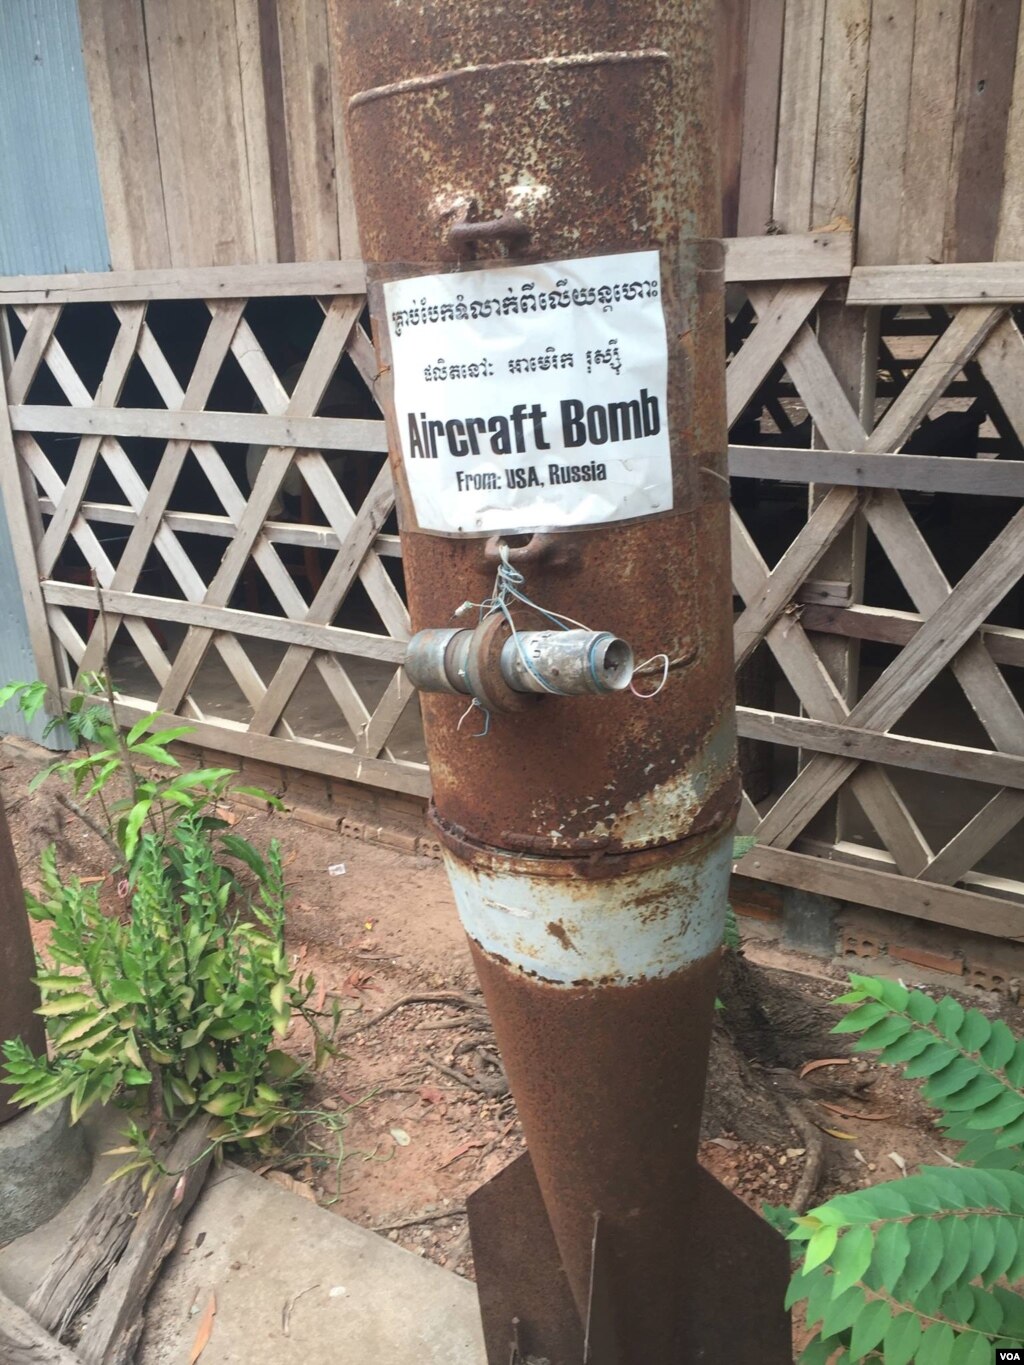 គ្រាប់បែកទំលាក់ពីលើយន្តហោះ
ផលិតនៅ: អាមេរិក រុស្ស៊ី
Aircraft Bomb
From: USA, Russia
VOA